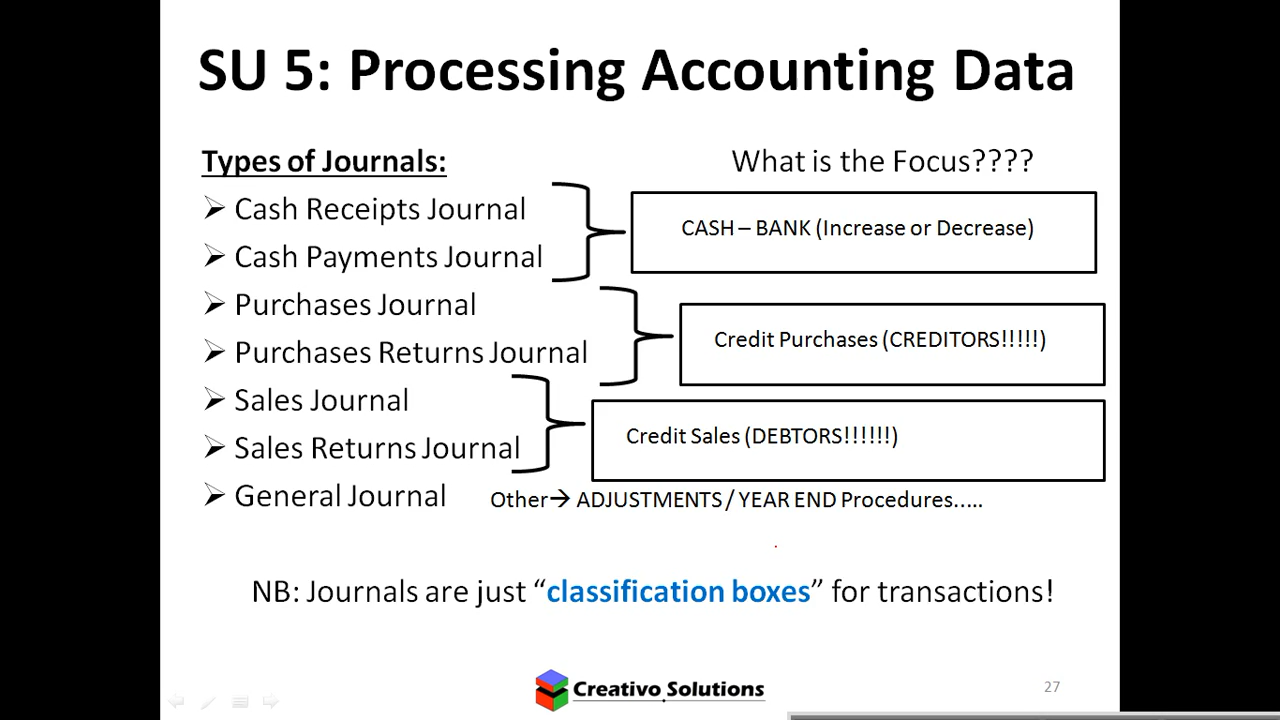 SU 5: Processing Accounting Data
Types of Journals:
What is the Focus????
➢ Cash Receipts Journal
➢ Cash Payments Journal
CASH – BANK (Increase or Decrease)
➢ Purchases Journal
➢ Purchases Returns Journal
Credit Purchases (CREDITORS!!!!!)
➢ Sales Journal
➢ Sales Returns Journal
Credit Sales (DEBTORS!!!!!!)
➢ General Journal
Other→ ADJUSTMENTS / YEAR END Procedures.....
NB: Journals are just “classification boxes” for transactions!
Creativo Solutions
27